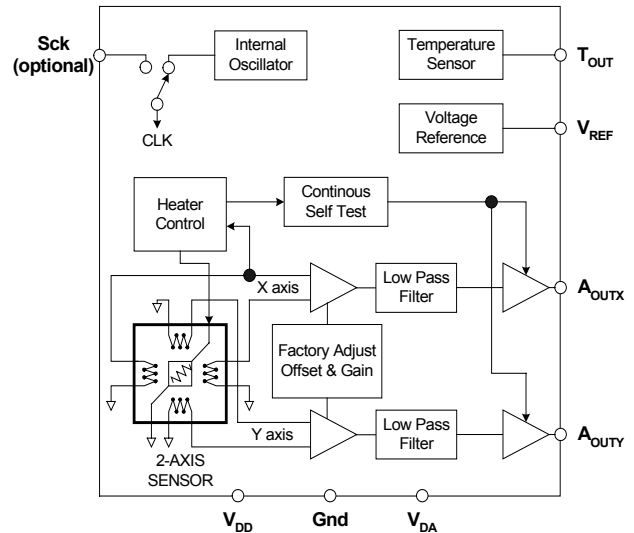 Sck
(optional)
Internal
Oscillator
CLK
Temperature
Sensor
TOUT
Voltage
Reference
VREF
Heater
Control
Continous
Self Test
X axis
Low Pass
Filter
AOUTX
Factory Adjust
Offset & Gain
Y axis
Low Pass
Filter
AOUTY
2-AXIS
SENSOR
VDD
Gnd
VDA